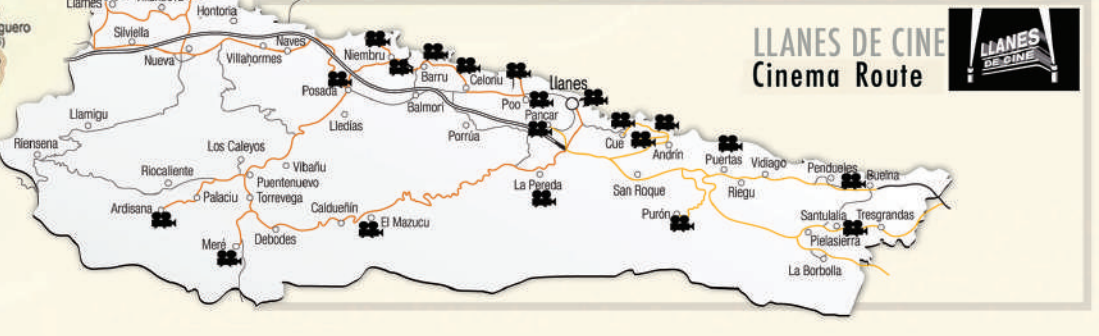 Llames
Hontoria
guero
Silviella
Naves
Niembru
Nueva
Villahormes
Barru
Celoriu
Posada
Llanes
Balmori
Poo
Pancar
Llamigu
Lledías
Porrúa
Cue
Andrín
Riensena
Los Caleyos
Puertas
Vidiago
Pendueles
Buelna
Riocaliente
Vibañu
Puentenuevo
La Pereda
San Roque
Riegu
Ardisana
Palaciu
Torrevega
Caldueñín
El Mazucu
Purón
Santulalia
Tresgrandas
Meré
Debodes
Pielasierra
La Borbolla
LLANES DE CINE
Cinema Route
LLANES
DE CINE